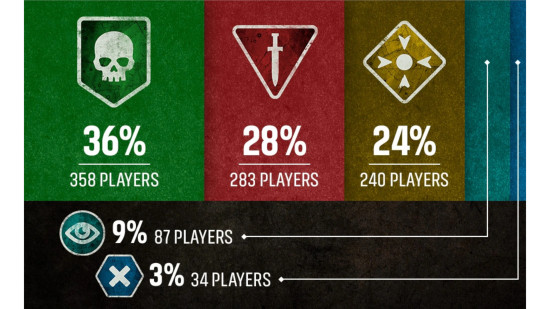 36%
358 PLAYERS
28%
283 PLAYERS
24%
240 PLAYERS
9% 87 PLAYERS
3% 34 PLAYERS